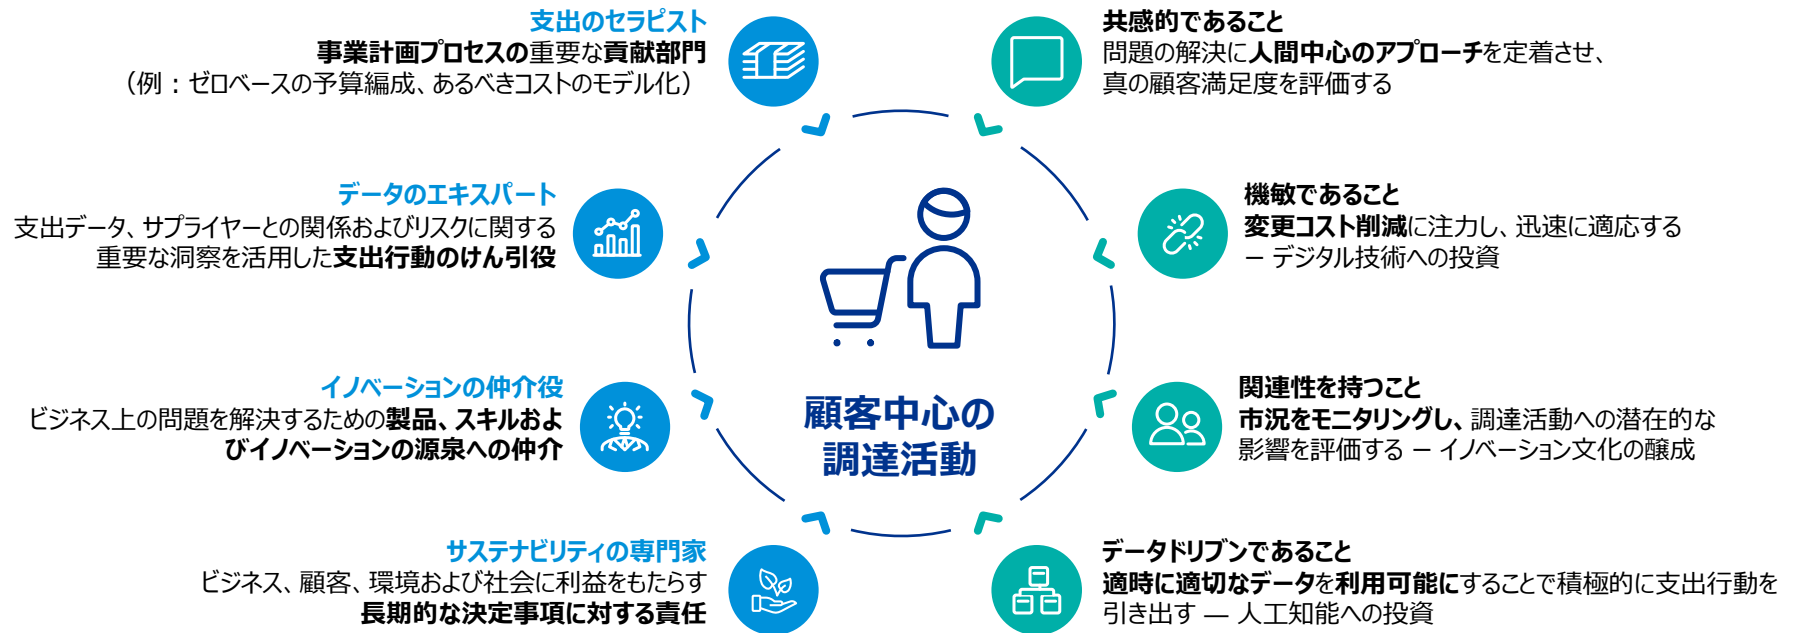 支出のセラピスト
事業計画プロセスの重要な貢献部門
（例：ゼロベースの予算編成、あるべきコストのモデル化）
データのエキスパート
支出データ、サプライヤーとの関係およびリスクに関する
重要な洞察を活用した支出行動のけん引役
イノベーションの仲介役
ビジネス上の問題を解決するための製品、スキルおよ
びイノベーションの源泉への仲介
サステナビリティの専門家
ビジネス、顧客、環境および社会に利益をもたらす
長期的な決定事項に対する責任
顧客中心の
調達活動
共感的であること
問題の解決に人間中心のアプローチを定着させ、
真の顧客満足度を評価する
機敏であること
変更コスト削減に注力し、迅速に適応する
– デジタル技術への投資
関連性を持つこと
市況をモニタリングし、調達活動への潜在的な
影響を評価する – イノベーション文化の醸成
データドリブンであること
適時に適切なデータを利用可能にすることで積極的に支出行動を
引き出す — 人工知能への投資